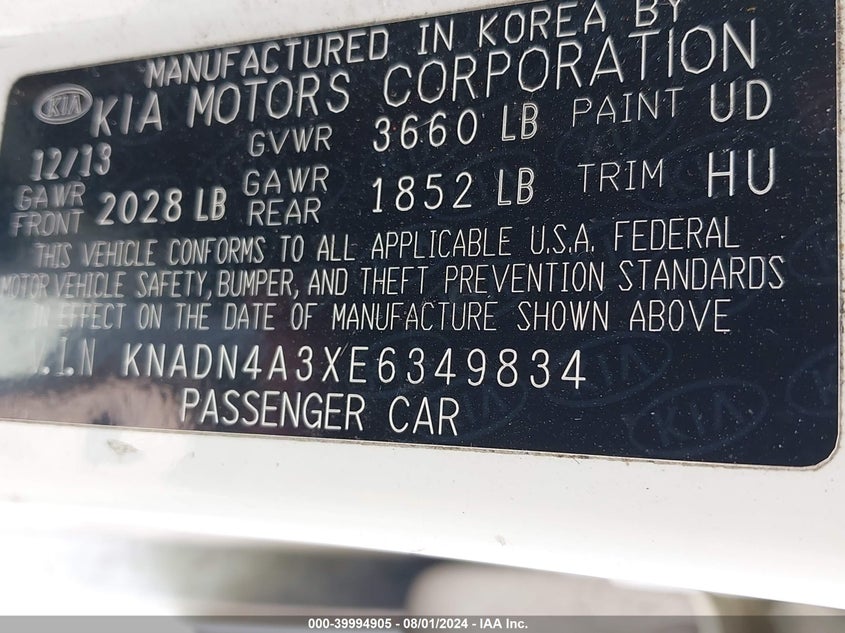 MANUFACTURED IN KOREA BY
KIA KIA MOTORS CORPORATION
12/13 GVWR 3660 LB PAINT UD
GAWR FRONT 2028 LB GAWR REAR 1852 LB TRIM HU
THIS VEHICLE CONFORMS TO ALL APPLICABLE U.S.A. FEDERAL
MOTOR VEHICLE SAFETY, BUMPER, AND THEFT PREVENTION STANDARDS
IN EFFECT ON THE DATE OF MANUFACTURE SHOWN ABOVE
V.I.N KNADN4A3XE6349834
PASSENGER CAR
KIA
000-39994905 - 08/01/2024 - IAA Inc.